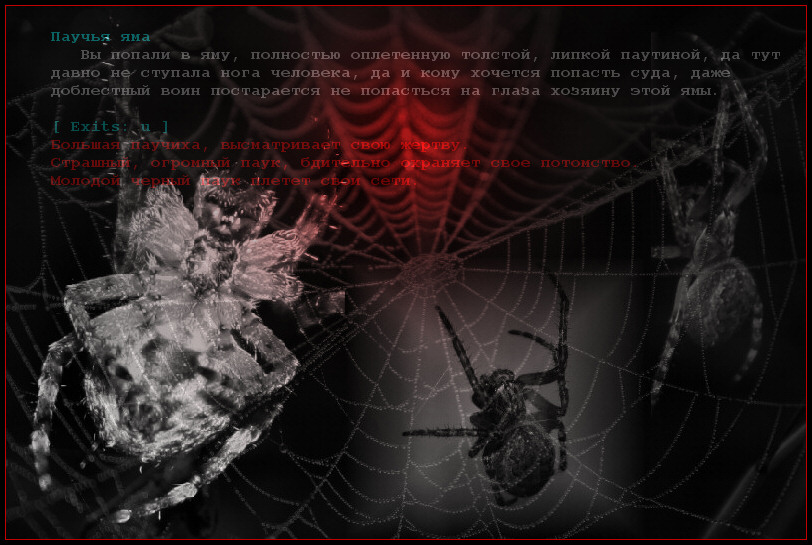 Паучья яма
Вы попали в яму, полностью оплетенную толстой, липкой паутиной, да тут
давно не ступала нога человека, да и кому хочется попасть суда, даже
доблестный воин постарается не попасться на глаза хозяину этой ямы.
[ Exits: u ]
Большая паучиха, высматривает свою жертву.
Страшный, огромный паук, бдительно охраняет свое потомство.
Молодой черный паук плетет свои сети.